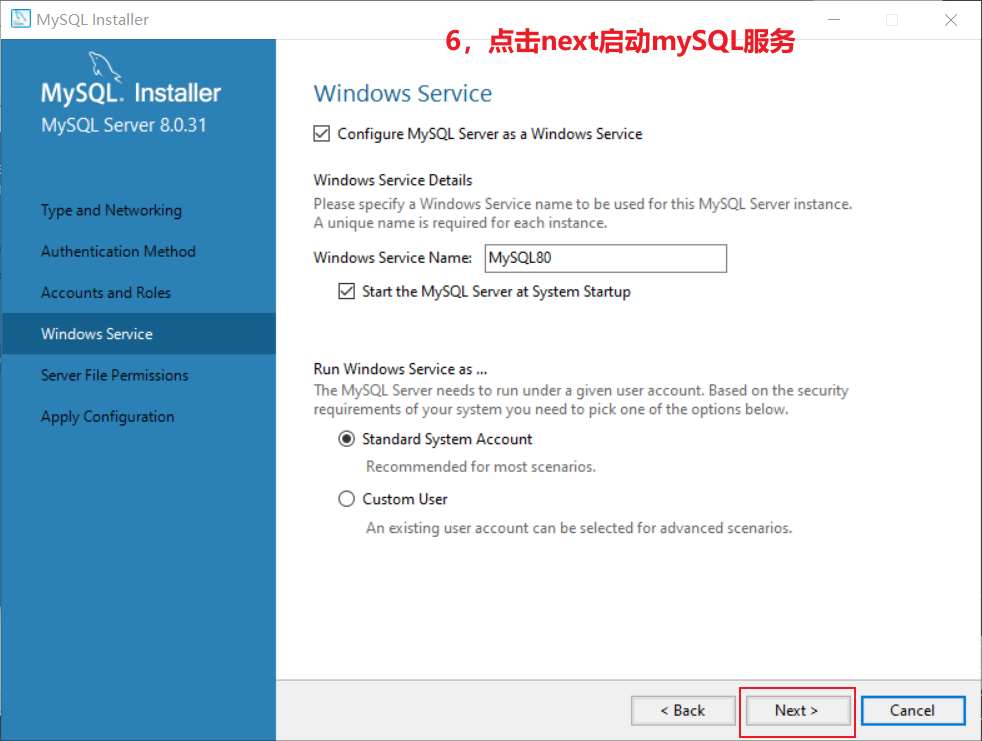 MySQL Installer
6，点击next启动mySQL服务
MySQL. Installer
MySQL Server 8.0.31
Type and Networking
Authentication Method
Accounts and Roles
Windows Service
Server File Permissions
Apply Configuration
Windows Service
Configure MySQL Server as a Windows Service
Windows Service Details
Please specify a Windows Service name to be used for this MySQL Server instance.
A unique name is required for each instance.
Windows Service Name: MySQL80
Start the MySQL Server at System Startup
Run Windows Service as ...
The MySQL Server needs to run under a given user account. Based on the security
requirements of your system you need to pick one of the options below.
Standard System Account
Recommended for most scenarios.
Custom User
An existing user account can be selected for advanced scenarios.
< Back Next > Cancel